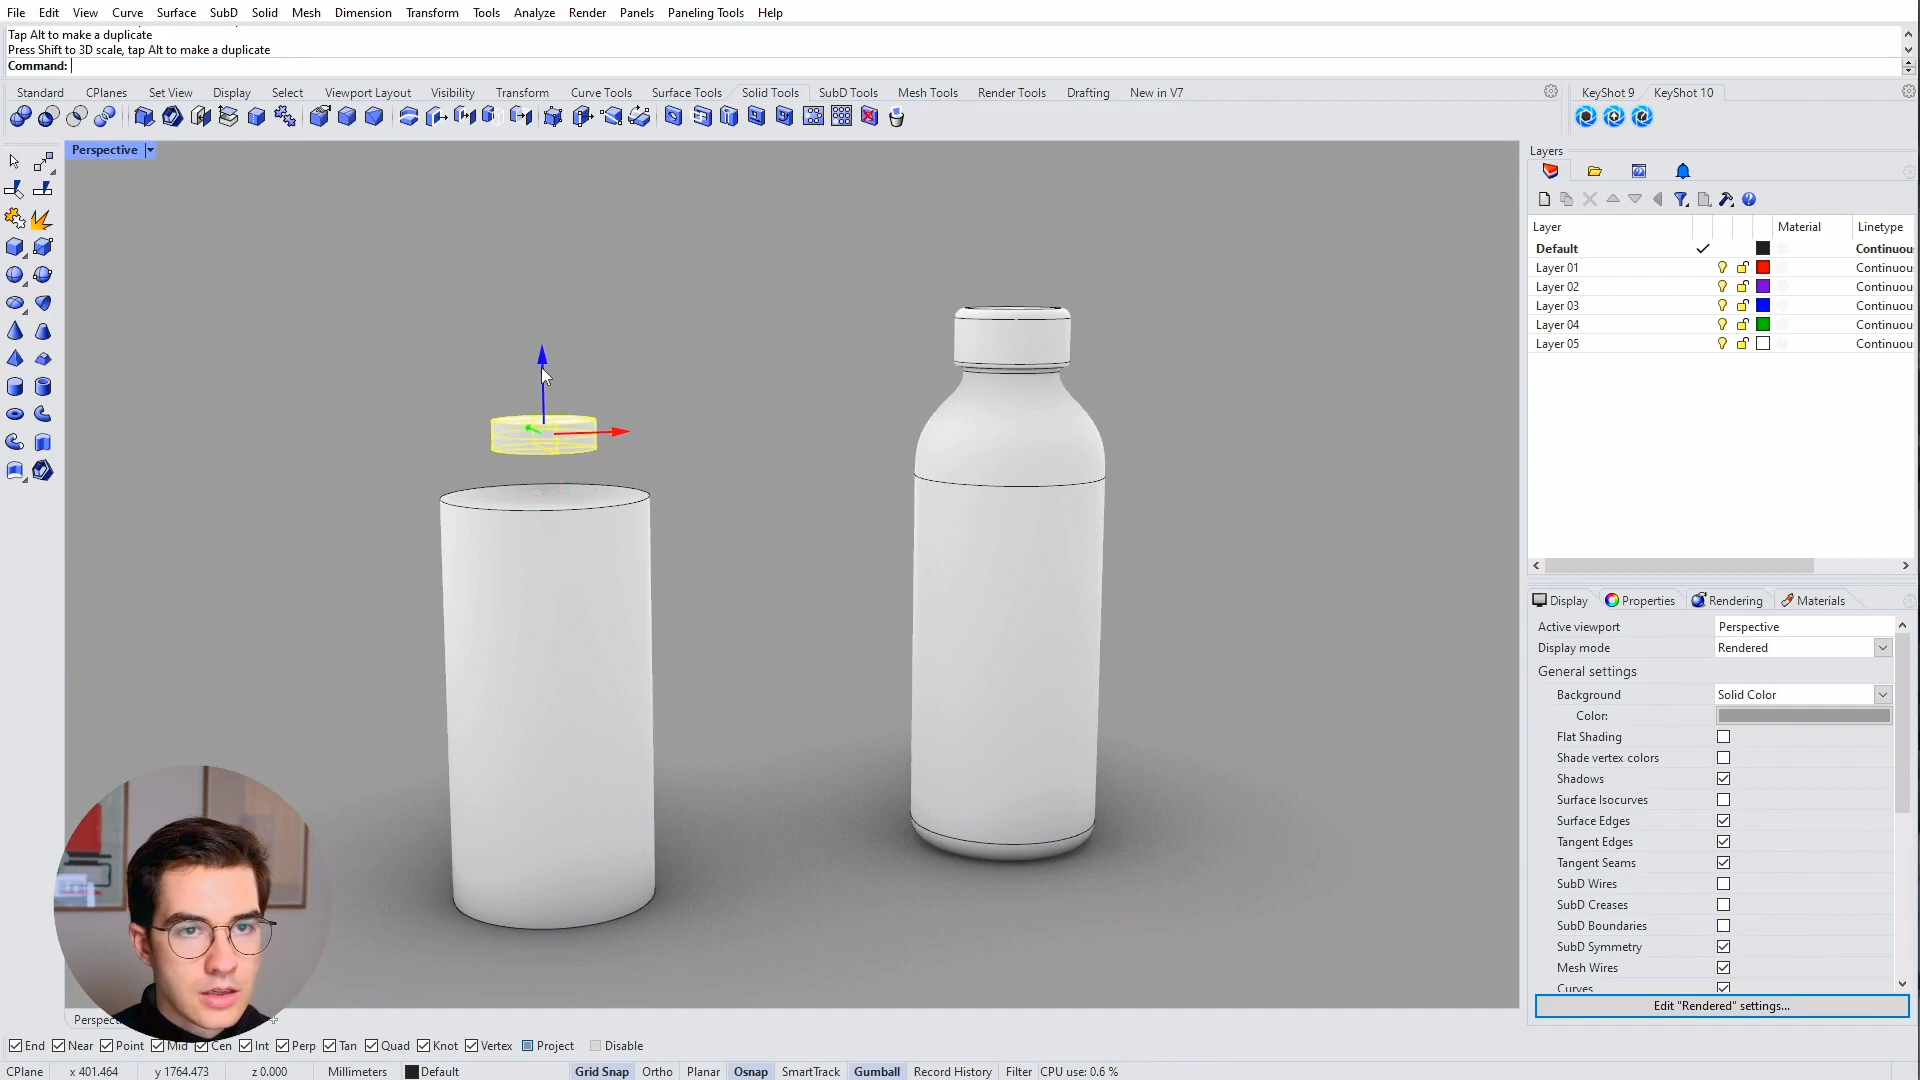 File Edit View Curve Surface SubD Solid Mesh Dimension Transform Tools Analyze Render Panels Paneling Tools Help
Tap Alt to make a duplicate
Press Shift to 3D scale, tap Alt to make a duplicate
Command:
Standard CPlanes Set View Display Select Viewport Layout Visibility Transform Curve Tools Surface Tools Solid Tools SubD Tools Mesh Tools Render Tools Drafting New in V7
KeyShot 9 KeyShot 10
Perspective
Layers
Layer Material Linetype
Default Continuou
Layer 01 Continuou
Layer 02 Continuou
Layer 03 Continuou
Layer 04 Continuou
Layer 05 Continuou
Display Properties Rendering Materials
Active viewport Perspective
Display mode Rendered
General settings
Background Solid Color
Color:
Flat Shading
Shade vertex colors
Shadows
Surface Isocurves
Surface Edges
Tangent Edges
Tangent Seams
SubD Wires
SubD Creases
SubD Boundaries
SubD Symmetry
Mesh Wires
Curves
Edit "Rendered" settings...
Perspec
End Near Point Mid Cen Int Perp Tan Quad Knot Vertex Project Disable
CPlane x 401.464 y 1764.473 z 0.000 Millimeters Default Grid Snap Ortho Planar Osnap SmartTrack Gumball Record History Filter CPU use: 0.6 %